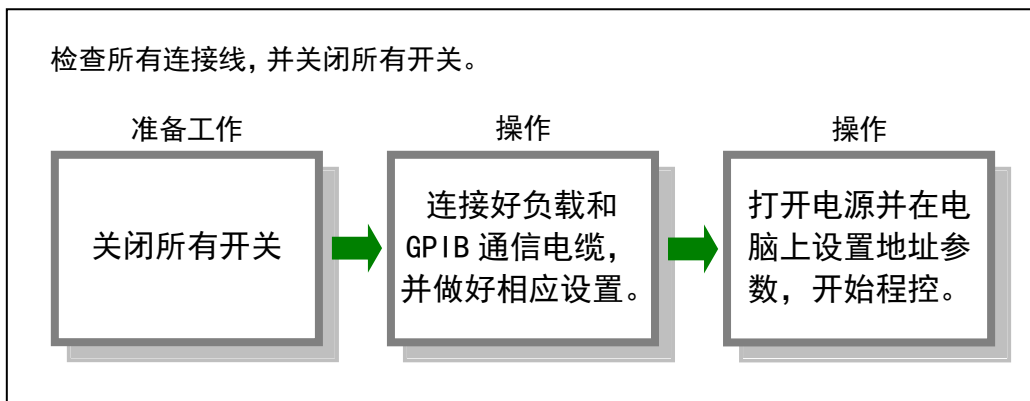 检查所有连接线，并关闭所有开关。
准备工作
操作
操作
关闭所有开关
连接好负载和
GPIB 通信电缆，
并做好相应设置。
打开电源并在电
脑上设置地址参
数，开始程控。